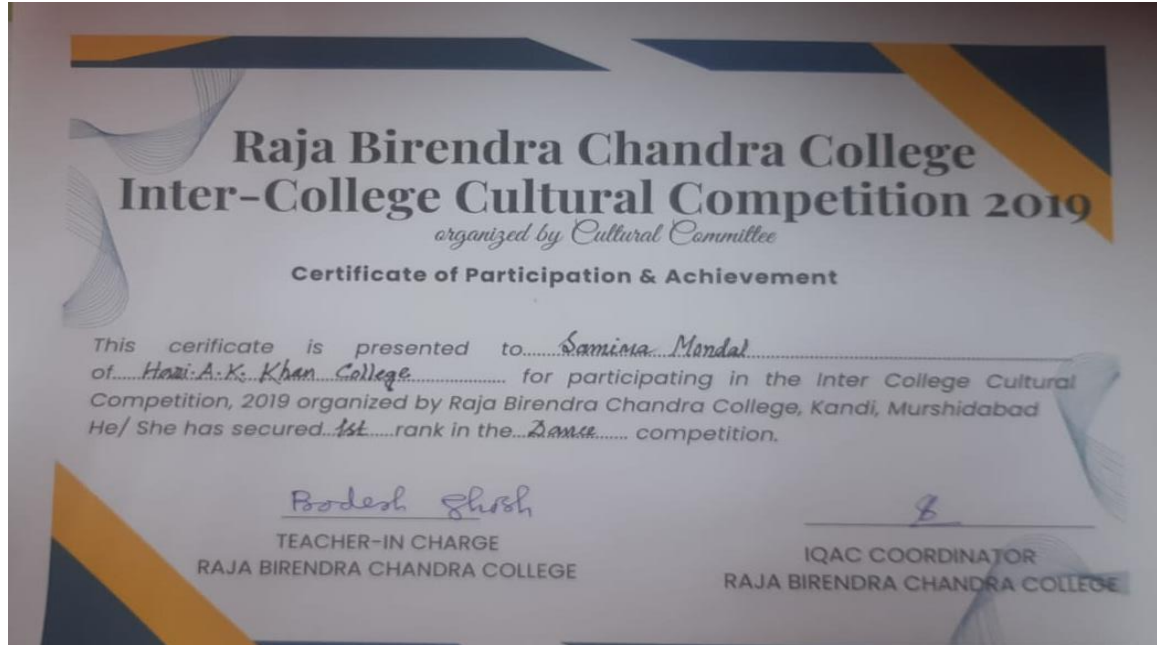 Raja Birendra Chandra College
Inter-College Cultural Competition 2019
organized by Cultural Committee
Certificate of Participation & Achievement
This cerificate is presented to Samima Mondal
of Hazi A.K. Khan College for participating in the Inter College Cultural
Competition, 2019 organized by Raja Birendra Chandra College, Kandi, Murshidabad
He/ She has secured 1st rank in the Dance competition.
Ghosh
TEACHER-IN CHARGE
RAJA BIRENDRA CHANDRA COLLEGE
IQAC COORDINATOR
RAJA BIRENDRA CHANDRA COLLEGE